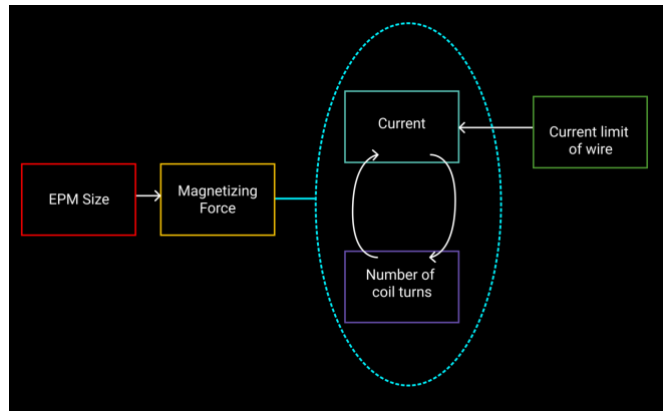 Current
Current limit
of wire
EPM Size
Magnetizing
Force
Number of
coil turns